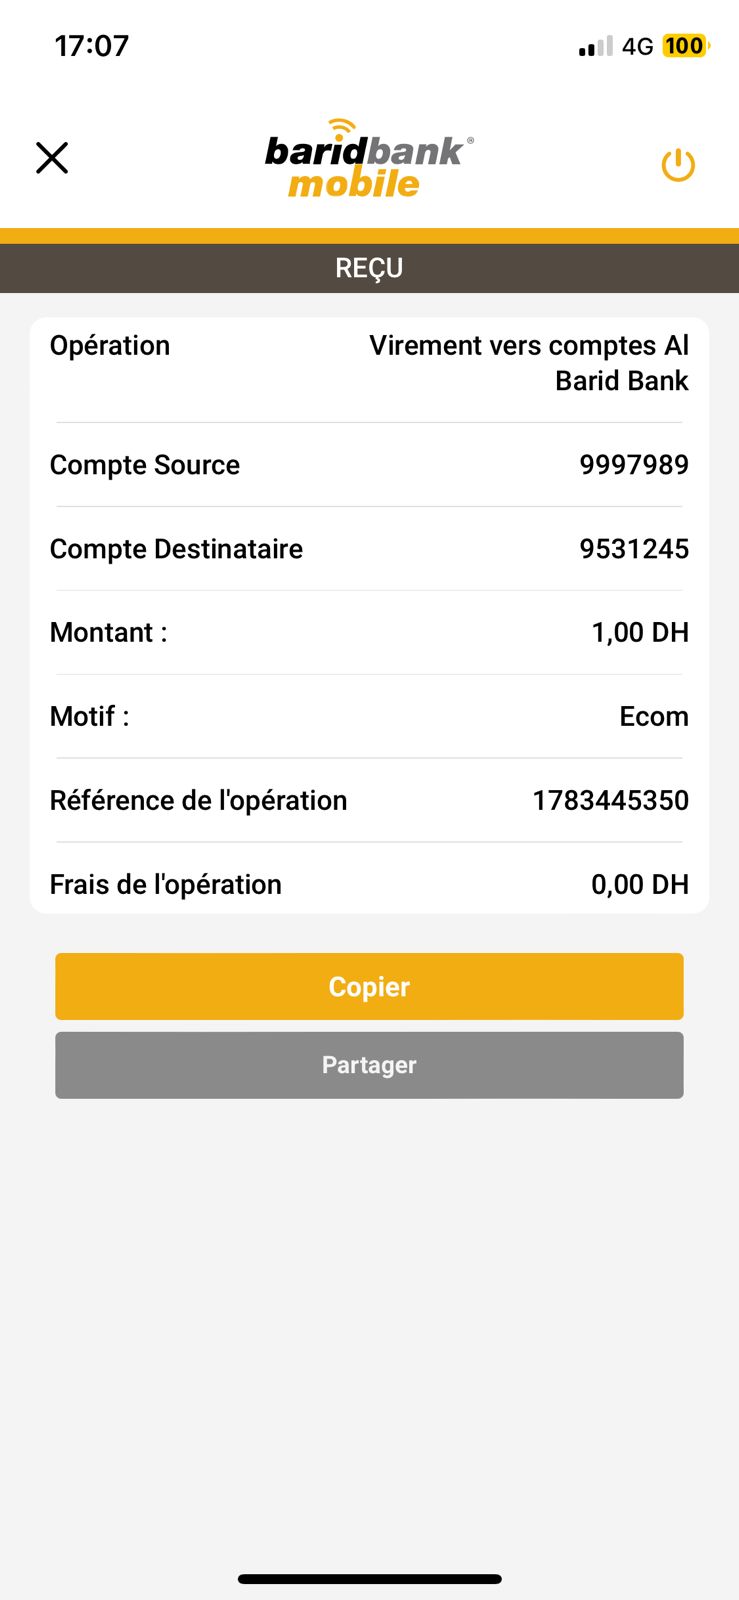 17:07
4G 100
baridbank®
mobile
REÇU
Opération Virement vers comptes Al
Barid Bank
Compte Source 9997989
Compte Destinataire 9531245
Montant : 1,00 DH
Motif : Ecom
Référence de l'opération 1783445350
Frais de l'opération 0,00 DH
Copier
Partager